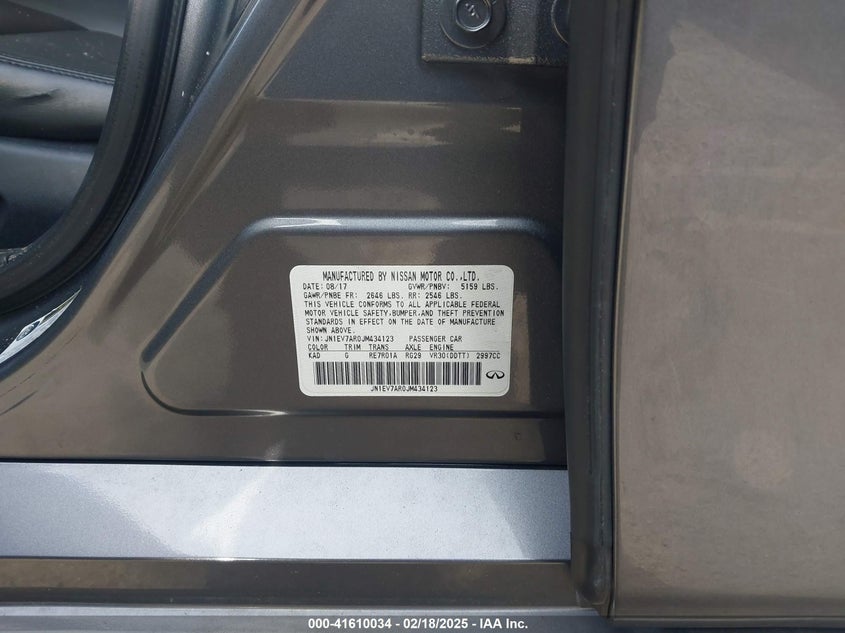 MANUFACTURED BY NISSAN MOTOR CO.,LTD.
DATE: 08/17 GVWR/PNBV: 5159 LBS.
GAWR/PNBE FR: 2646 LBS. RR: 2546 LBS.
THIS VEHICLE CONFORMS TO ALL APPLICABLE FEDERAL
MOTOR VEHICLE SAFETY,BUMPER,AND THEFT PREVENTION
STANDARDS IN EFFECT ON THE DATE OF MANUFACTURE
SHOWN ABOVE.
VIN: JN1EV7AR0JM434123 PASSENGER CAR
COLOR TRIM TRANS AXLE ENGINE
KAD G RE7R01A RG29 VR30(DDTT) 2997CC
JN1EV7AR0JM434123
000-41610034 - 02/18/2025 - IAA Inc.